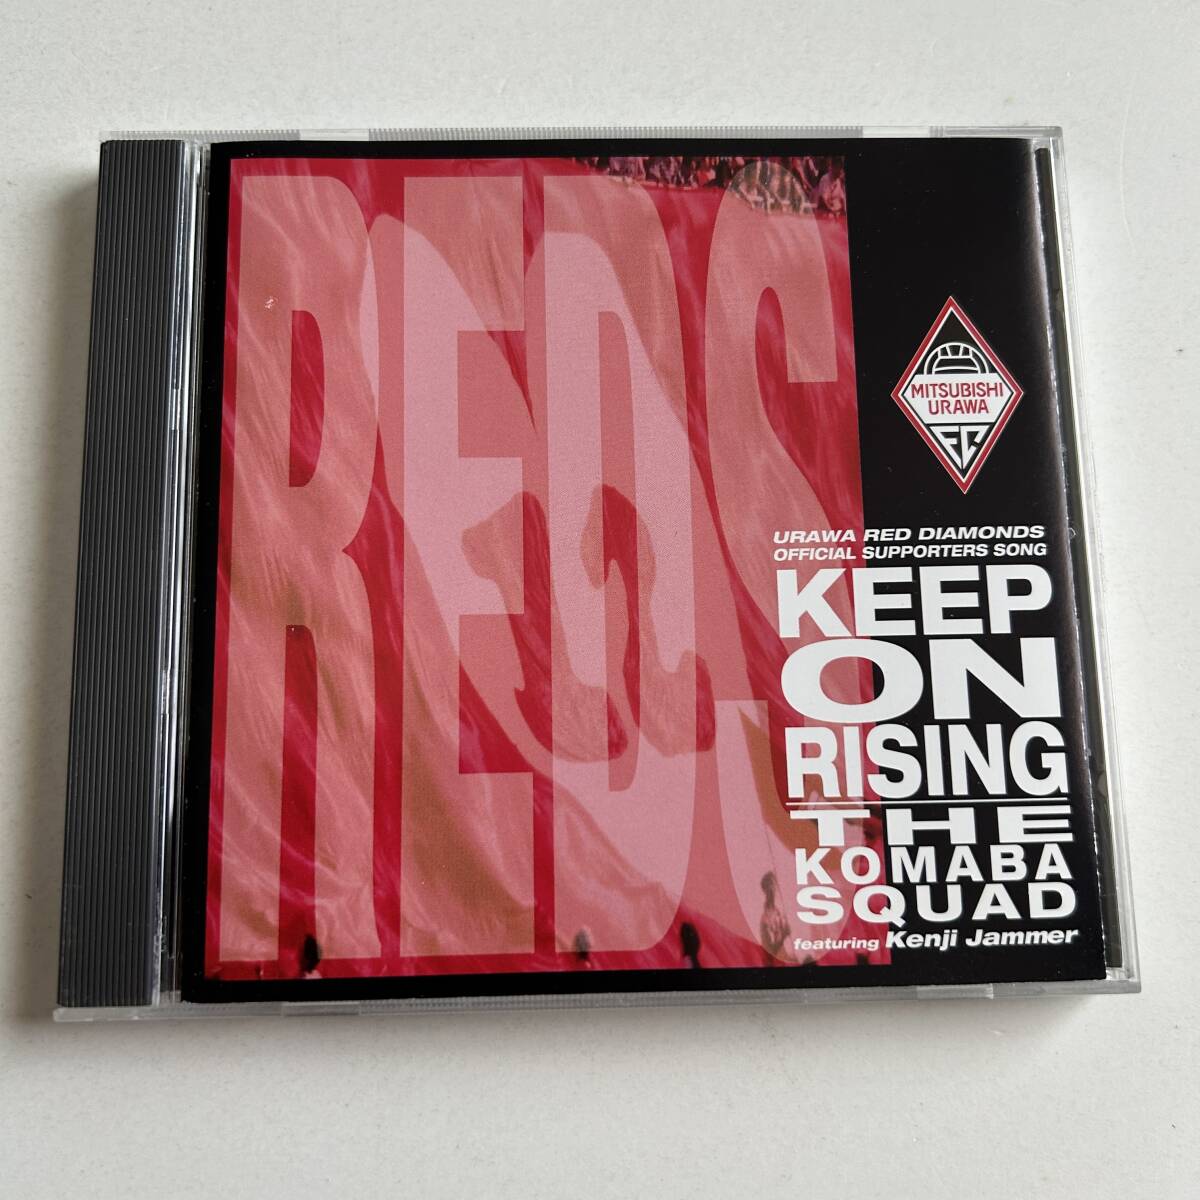 REDS
MITSUBISHI
URAWA
FC
URAWA RED DIAMONDS
OFFICIAL SUPPORTERS SONG
KEEP
ON
RISING
THE
KOMABA
SQUAD
featuring Kenji Jammer